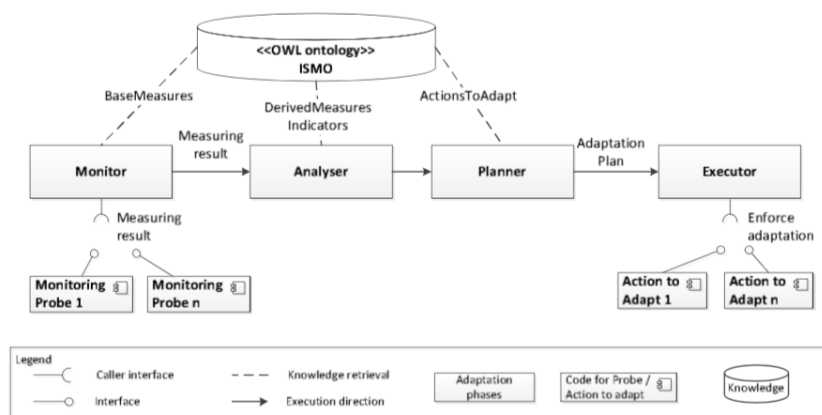 <<OWL ontology>>
ISMO
BaseMeasures
DerivedMeasures
Indicators
ActionsToAdapt
Measuring
result
Adaptation
Plan
Monitor
Analyser
Planner
Executor
Measuring
result
Enforce
adaptation
Monitoring
Probe 1
Monitoring
Probe n
Action to
Adapt 1
Action to
Adapt n
Legend
Caller interface
Knowledge retrieval
Interface
Execution direction
Adaptation
phases
Code for Probe /
Action to adapt
Knowledge